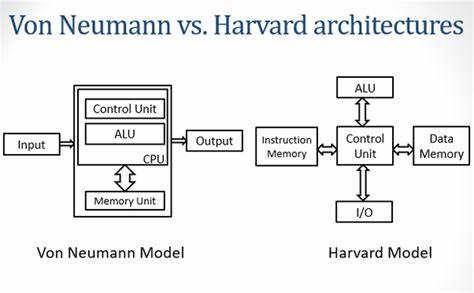 Von Neumann vs. Harvard architectures
Input
Control Unit
ALU
CPU
Memory Unit
Output
Von Neumann Model
ALU
Instruction
Memory
Control
Unit
Data
Memory
I/O
Harvard Model